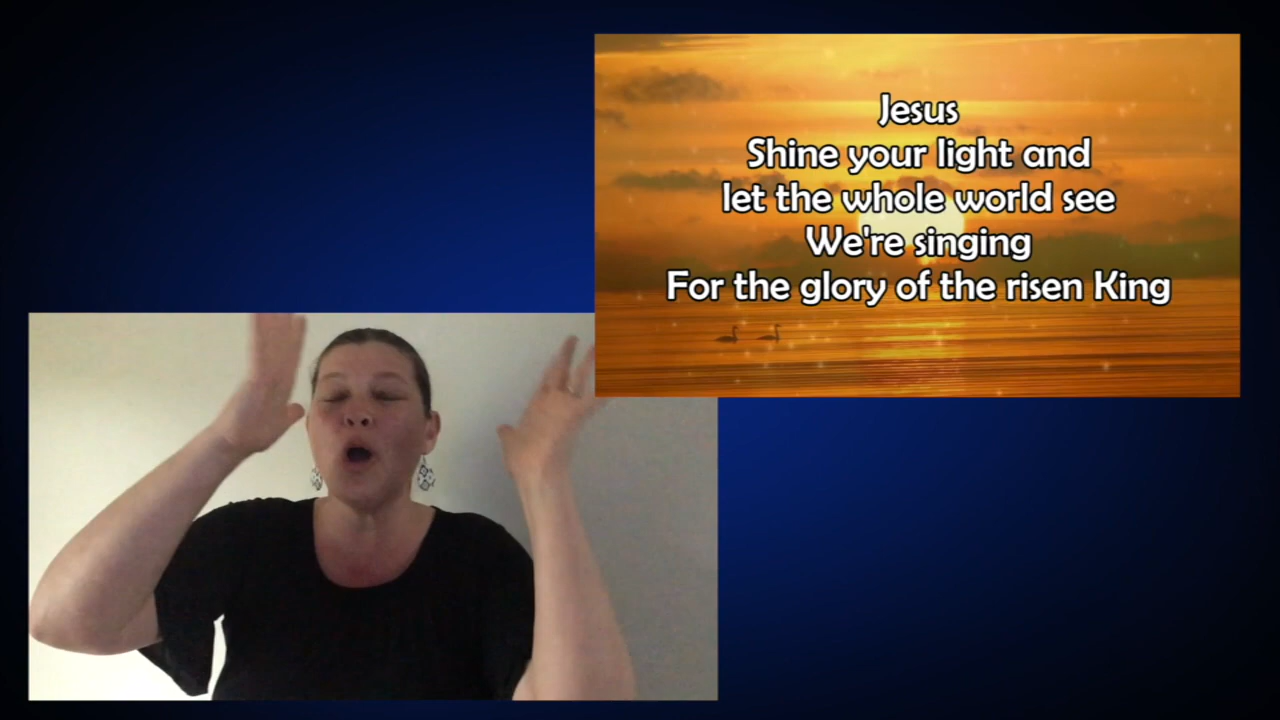 Jesus
Shine your light and
let the whole world see
We're singing
For the glory of the risen King